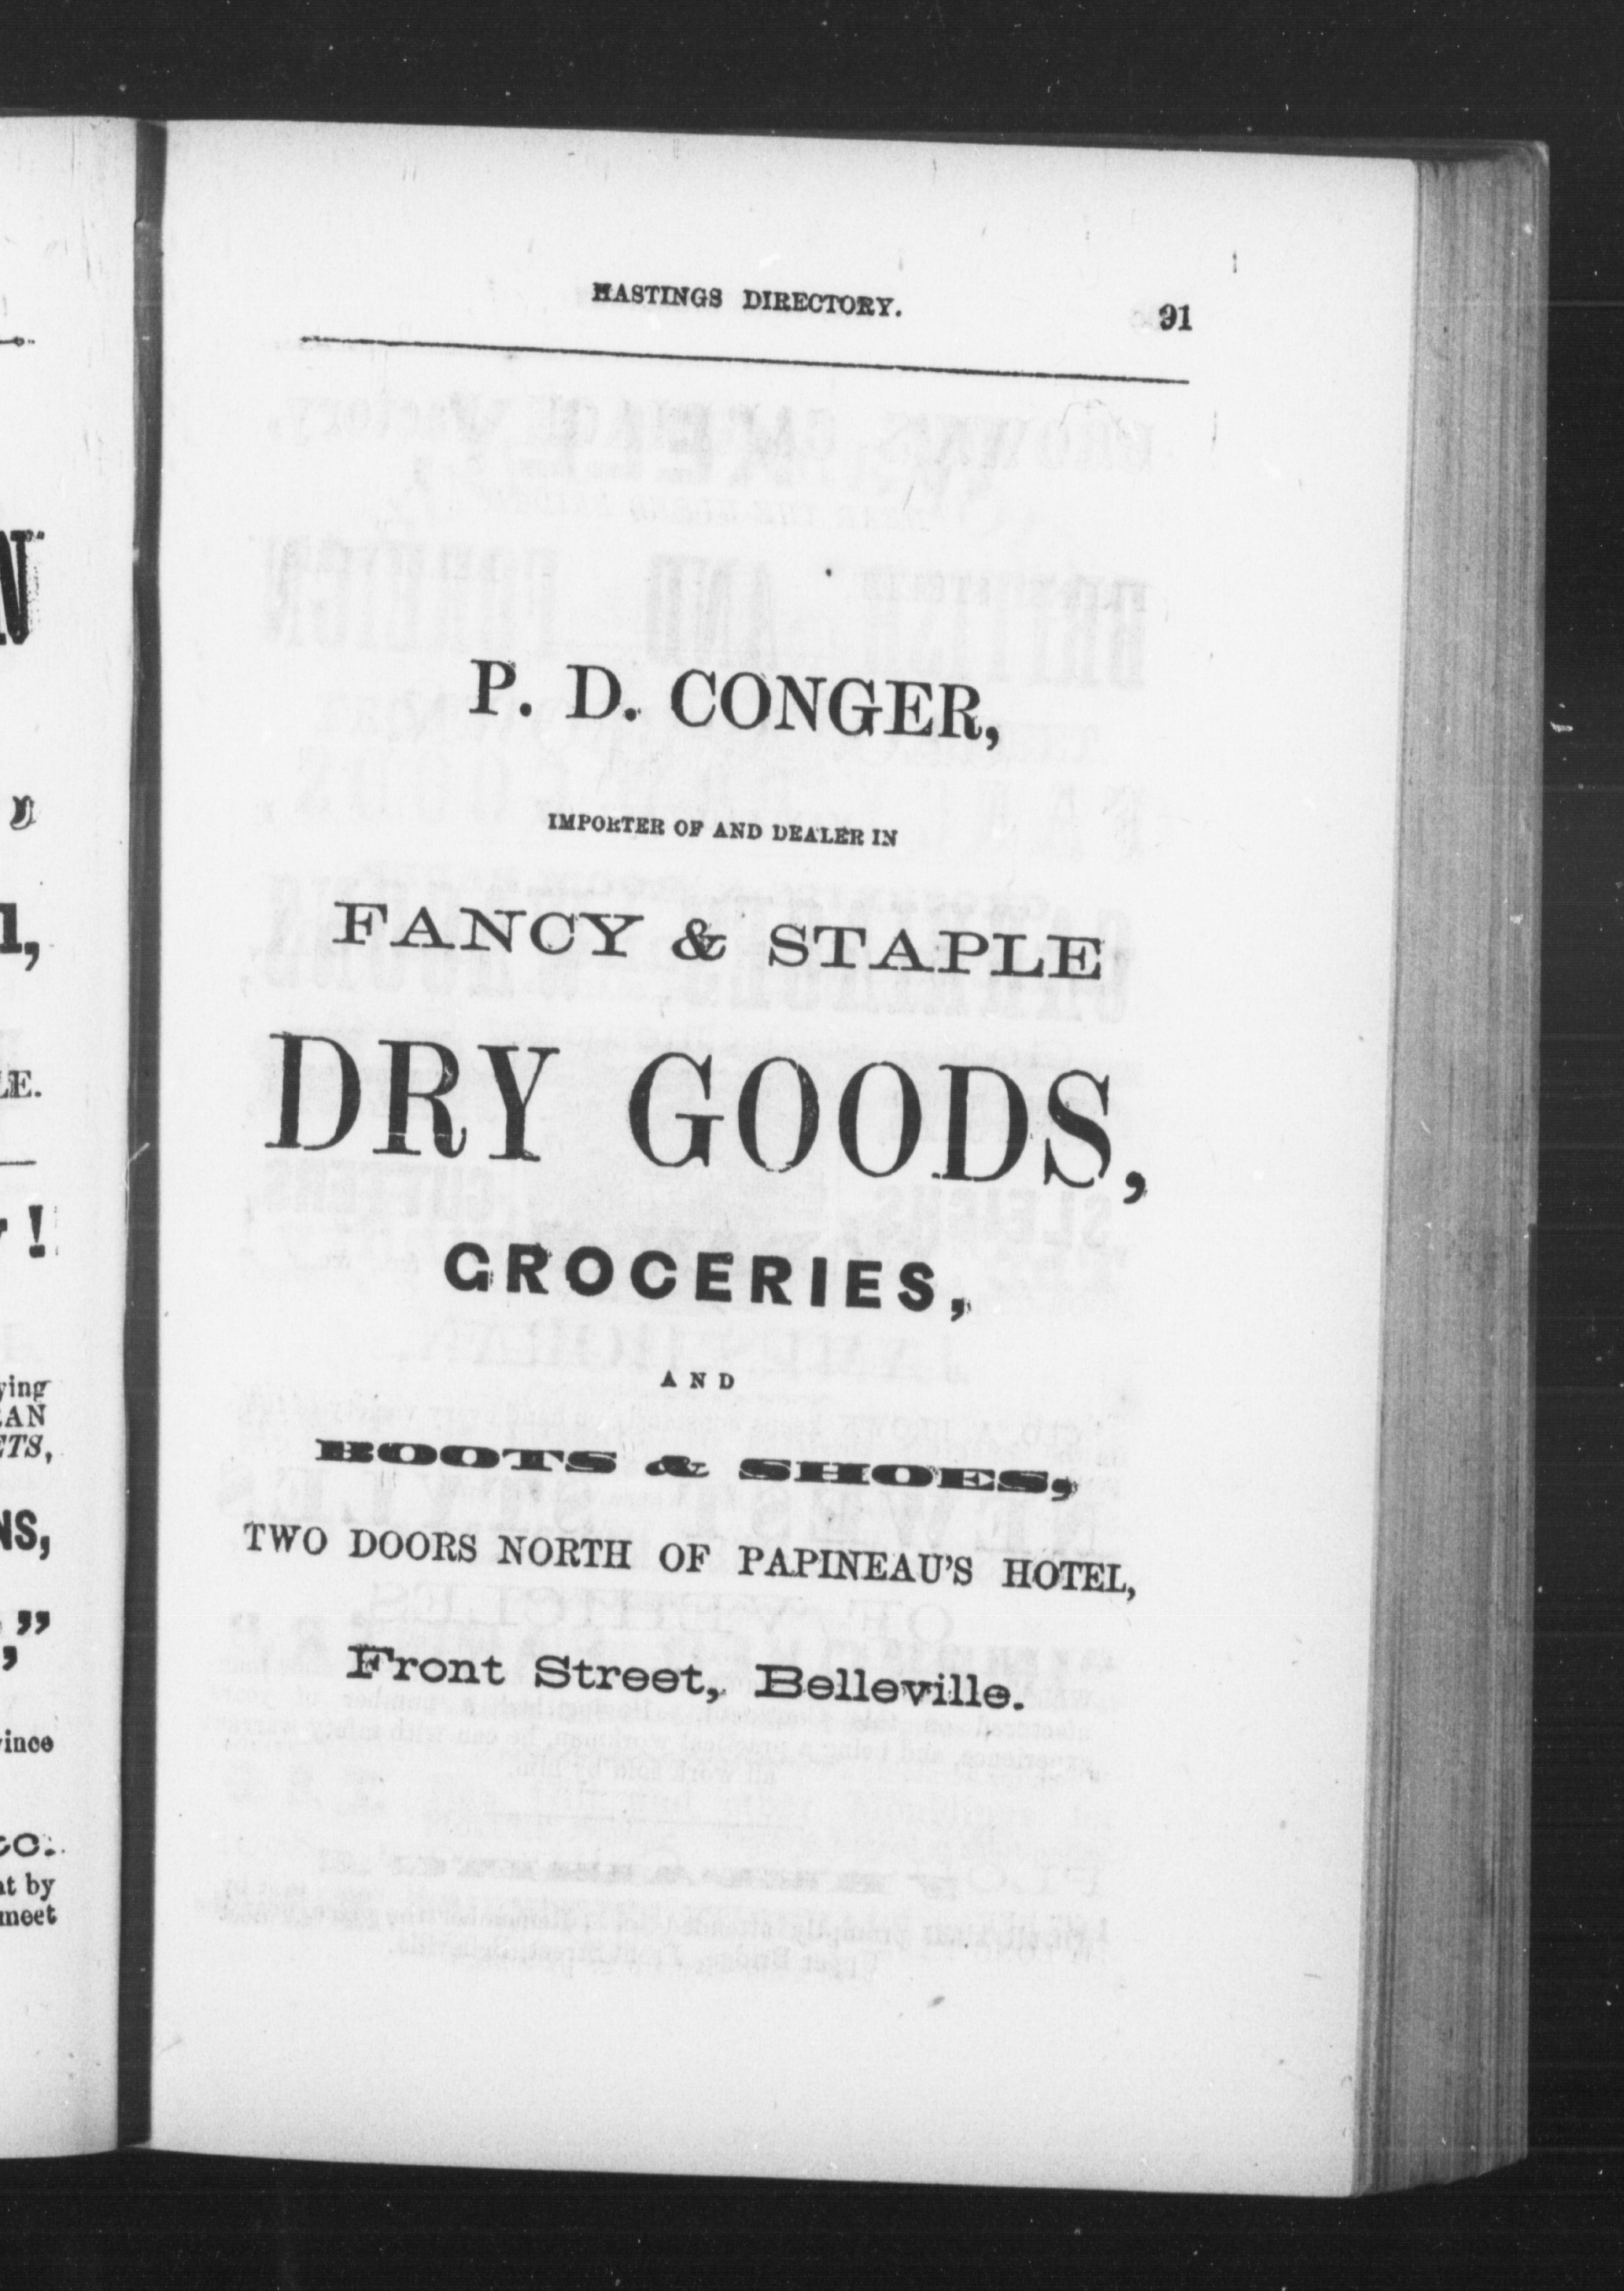 HASTINGS DIRECTORY. 91
P. D. CONGER,
IMPORTER OF AND DEALER IN
FANCY & STAPLE
DRY GOODS,
GROCERIES,
AND
BOOTS & SHOES,
TWO DOORS NORTH OF PAPINEAU'S HOTEL,
Front Street, Belleville.